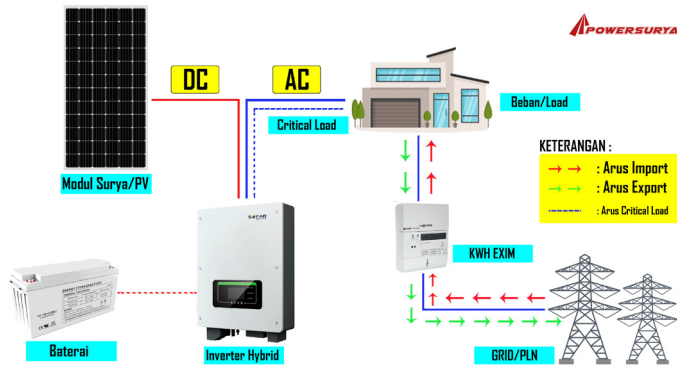 POWERSURYA
DC
AC
Beban/Load
Critical Load
KETERANGAN :
: Arus Import
: Arus Export
: Arus Critical Load
Modul Surya/PV
SOFAR
KWH EXIM
Baterai
Inverter Hybrid
GRID/PLN